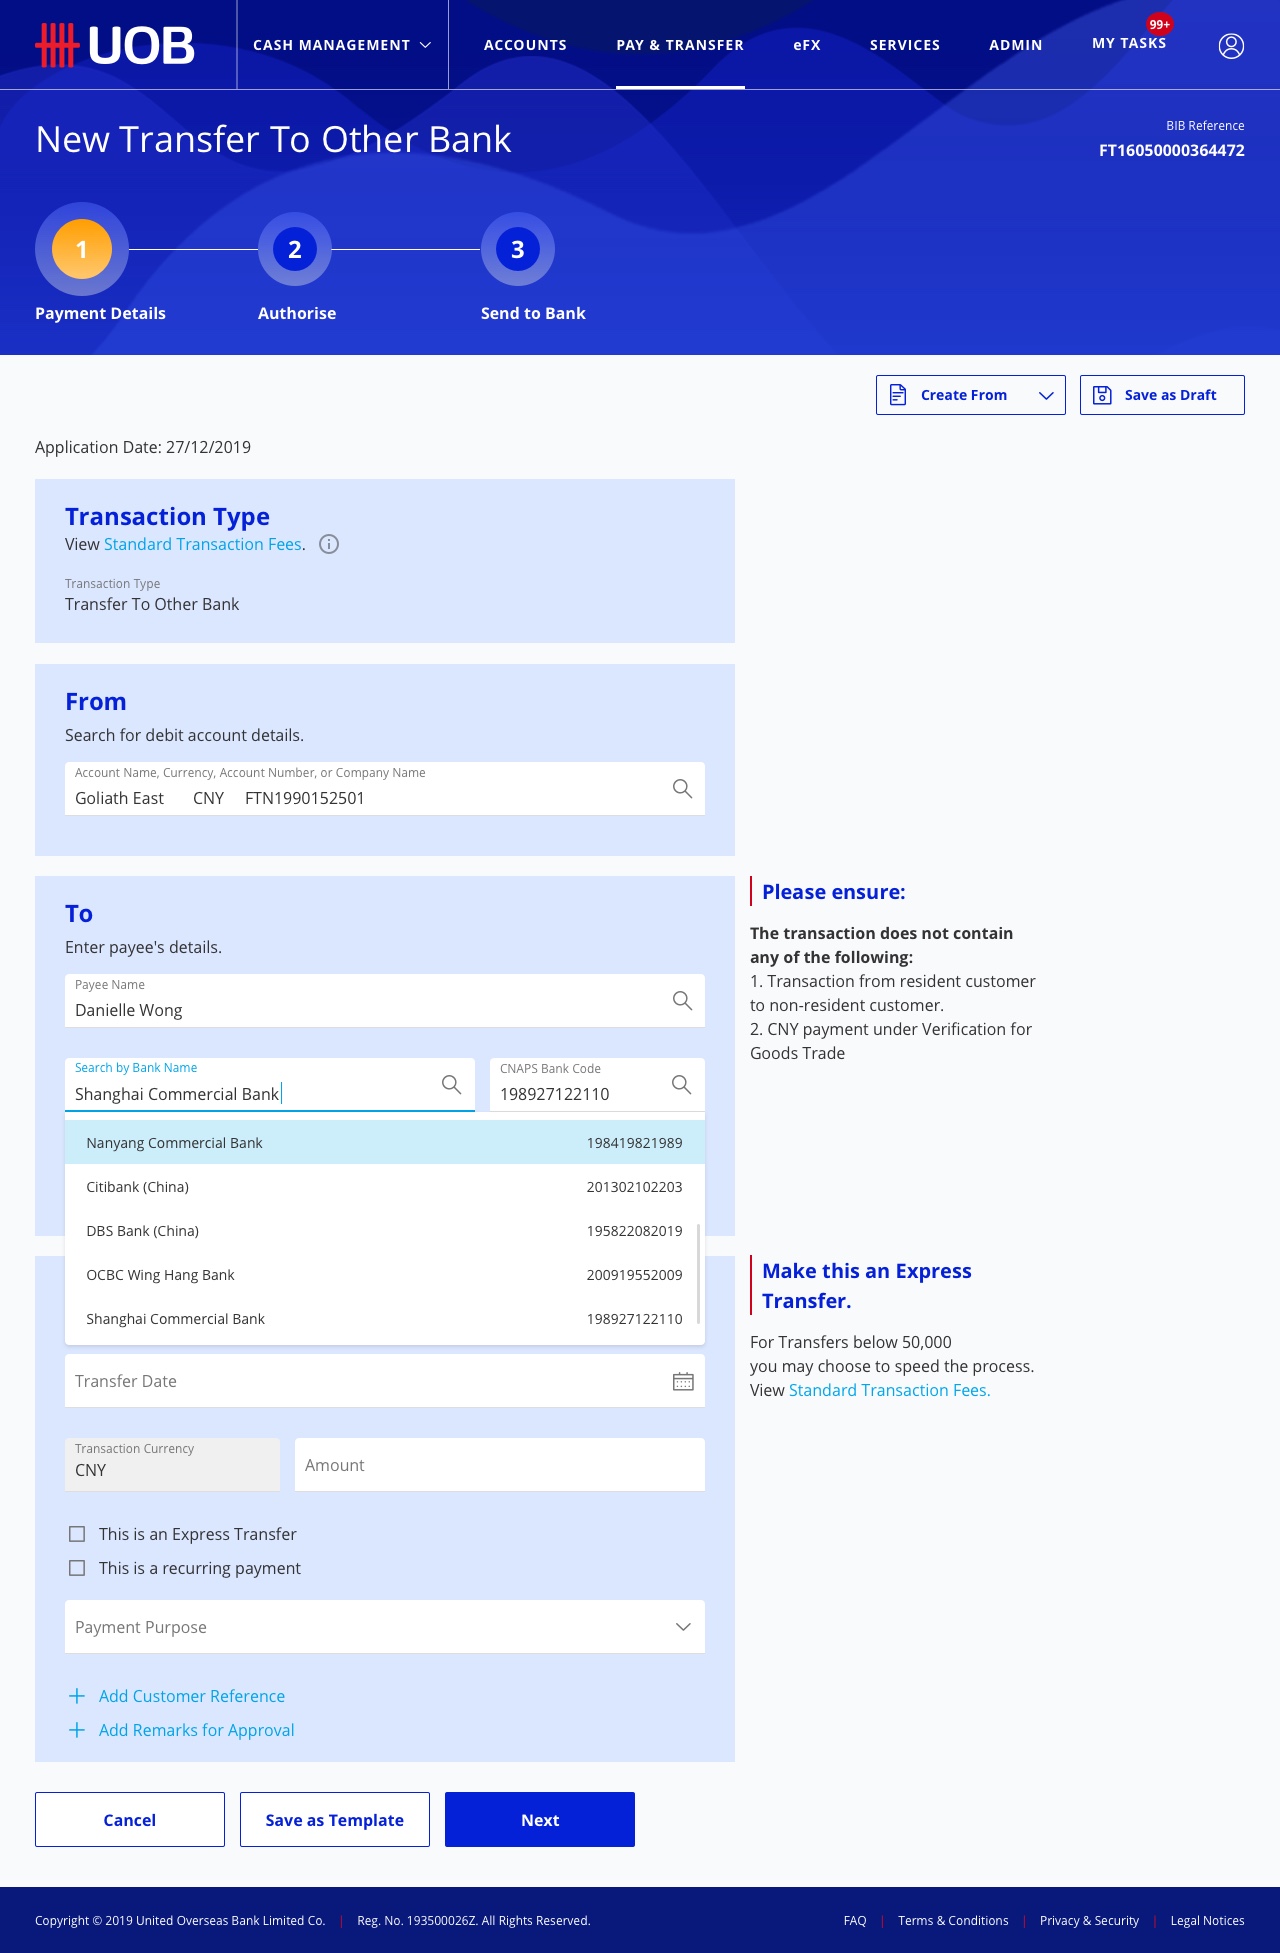 UOB
CASH MANAGEMENT
ACCOUNTS
PAY & TRANSFER
eFX
SERVICES
ADMIN
MY TASKS
99+
New Transfer To Other Bank
BIB Reference
FT16050000364472
1
2
3
Payment Details
Authorise
Send to Bank
Create From
Save as Draft
Application Date: 27/12/2019
Transaction Type
View Standard Transaction Fees.
Transaction Type
Transfer To Other Bank
From
Search for debit account details.
Account Name, Currency, Account Number, or Company Name
Goliath East CNY FTN1990152501
To
Enter payee's details.
Payee Name
Danielle Wong
Search by Bank Name
Shanghai Commercial Bank
CNAPS Bank Code
198927122110
Nanyang Commercial Bank 198419821989
Citibank (China) 201302102203
DBS Bank (China) 195822082019
OCBC Wing Hang Bank 200919552009
Shanghai Commercial Bank 198927122110
Please ensure:
The transaction does not contain
any of the following:
1. Transaction from resident customer
to non-resident customer.
2. CNY payment under Verification for
Goods Trade
Make this an Express
Transfer.
For Transfers below 50,000
you may choose to speed the process.
View Standard Transaction Fees.
Transfer Date
Transaction Currency
CNY
Amount
This is an Express Transfer
This is a recurring payment
Payment Purpose
Add Customer Reference
Add Remarks for Approval
Cancel
Save as Template
Next
Copyright © 2019 United Overseas Bank Limited Co. | Reg. No. 193500026Z. All Rights Reserved.
FAQ | Terms & Conditions | Privacy & Security | Legal Notices